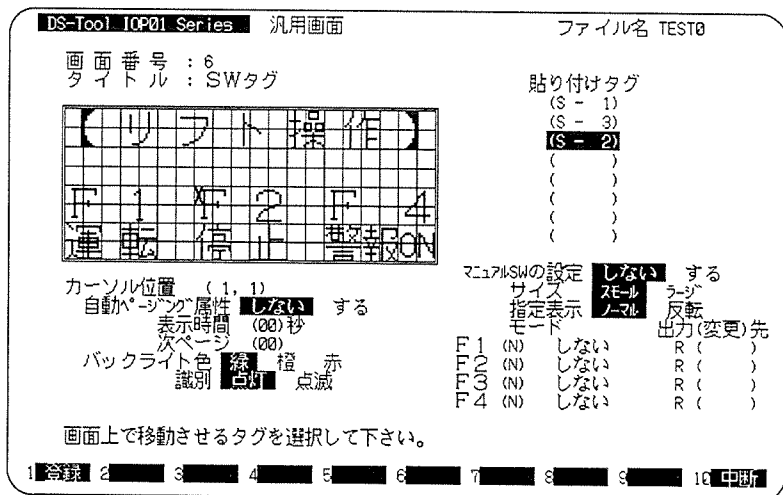 DS-Tool IOP01 Series 汎用画面 ファイル名 TEST0
画面番号 : 6
タイトル : SWタグ
【リフト操作】
F1 F2 F4
運転 停止 警報ON
貼り付けタグ
(S - 1)
(S - 3)
(S - 2)
( )
( )
( )
( )
( )
カーソル位置 ( 1, 1)
自動ページング属性 しない する
表示時間 (00)秒
次ページ (00)
バックライト色 緑 橙 赤
識別 点灯 点滅
マニュアルSWの設定 しない する
サイズ スモール ラージ
指定表示 ノーマル 反転
モード 出力(変更)先
F1 (N) しない R ( )
F2 (N) しない R ( )
F3 (N) しない R ( )
F4 (N) しない R ( )
画面上で移動させるタグを選択して下さい。
1 登録 2 3 4 5 6 7 8 9 10 中断